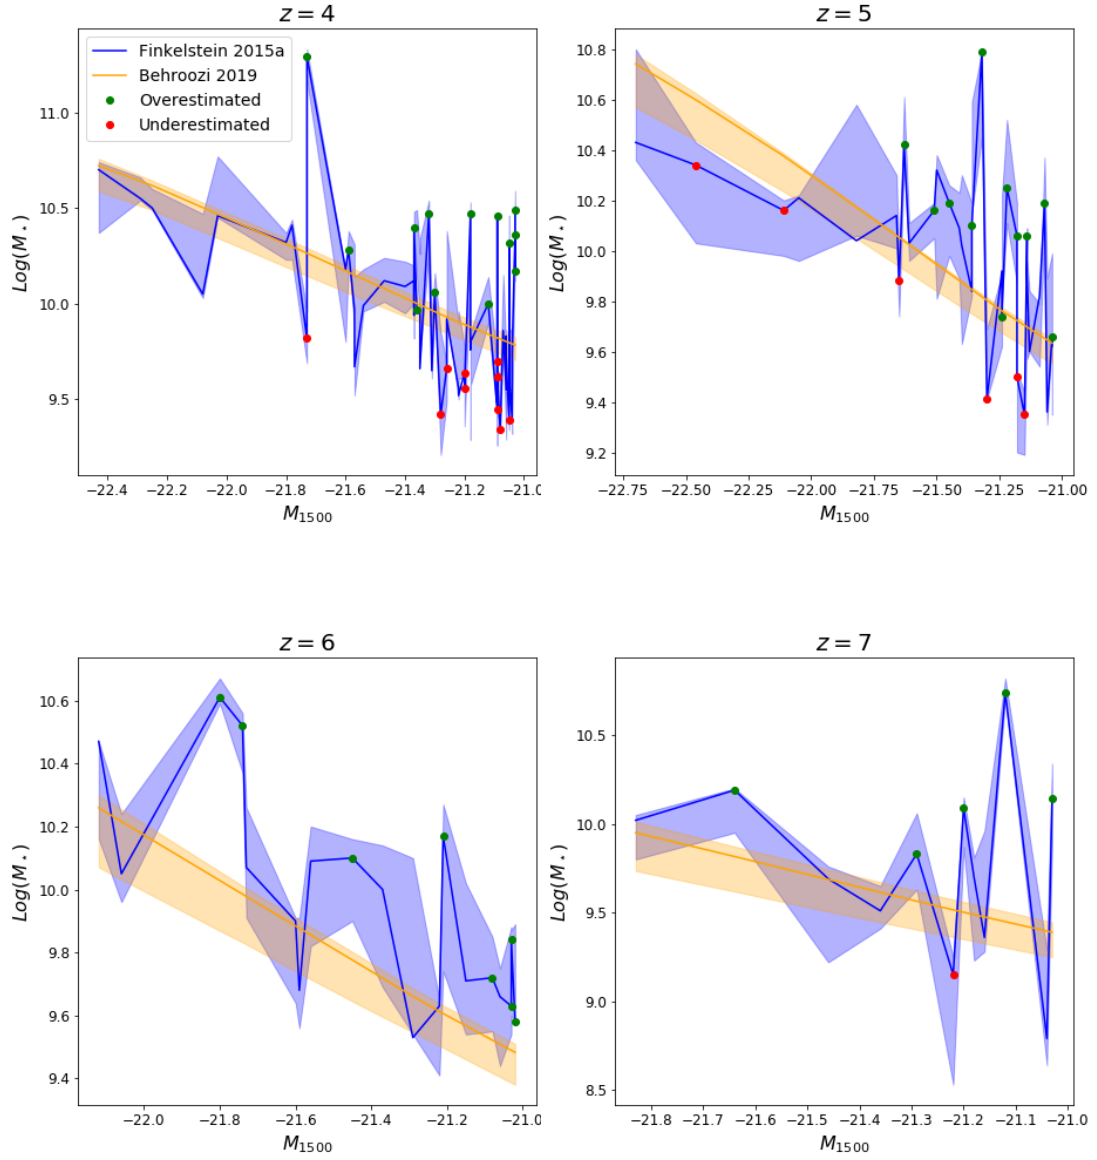 z = 4
Finkelstein 2015a
Behroozi 2019
Overestimated
Underestimated
11.0
10.5
10.0
9.5
Log(M⋆)
−22.4 −22.2 −22.0 −21.8 −21.6 −21.4 −21.2 −21.0
M1500
z = 5
10.8
10.6
10.4
10.2
10.0
9.8
9.6
9.4
9.2
Log(M⋆)
−22.75 −22.50 −22.25 −22.00 −21.75 −21.50 −21.25 −21.00
M1500
z = 6
10.6
10.4
10.2
10.0
9.8
9.6
9.4
Log(M⋆)
−22.0 −21.8 −21.6 −21.4 −21.2 −21.0
M1500
z = 7
10.5
10.0
9.5
9.0
8.5
Log(M⋆)
−21.8 −21.7 −21.6 −21.5 −21.4 −21.3 −21.2 −21.1 −21.0
M1500